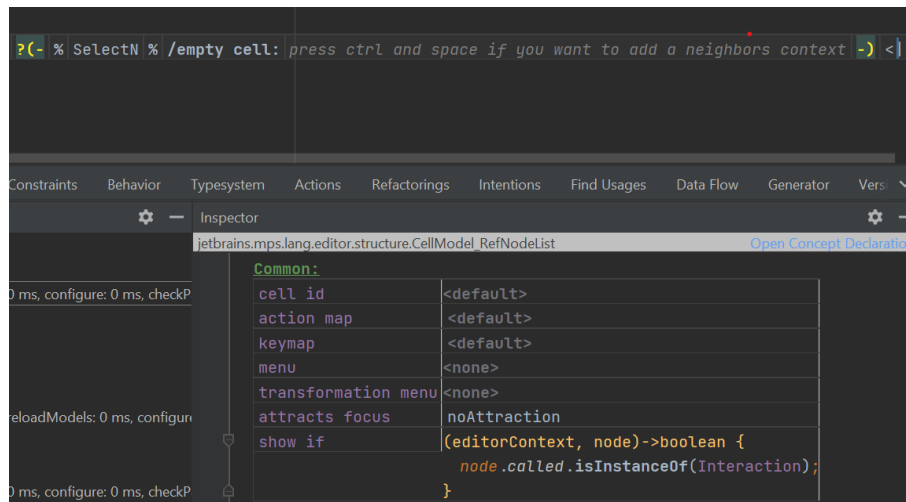 ?(- % SelectN % /empty cell: press ctrl and space if you want to add a neighbors context -) <
Constraints Behavior Typesystem Actions Refactorings Intentions Find Usages Data Flow Generator Versi
Inspector
jetbrains.mps.lang.editor.structure.CellModel_RefNodeList Open Concept Declaratio
Common:
0 ms, configure: 0 ms, checkP cell id <default>
action map <default>
keymap <default>
menu <none>
transformation menu <none>
reloadModels: 0 ms, configure attracts focus noAttraction
show if (editorContext, node)->boolean {
node.called.isInstanceOf(Interaction);
0 ms, configure: 0 ms, checkP }